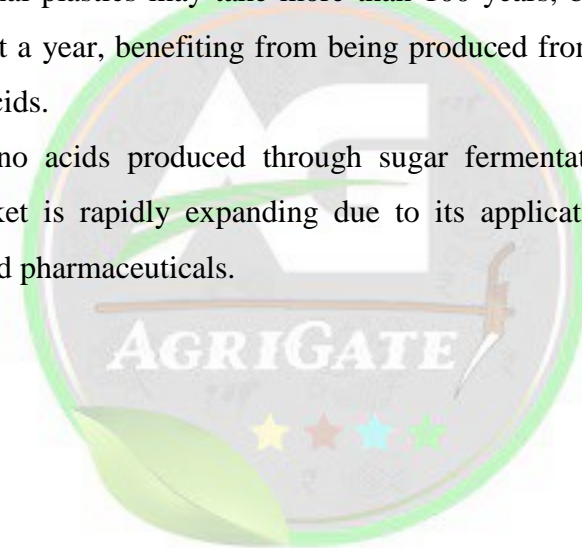 nal plastics may take more than 100 years, b
t a year, benefiting from being produced from
cids.
no acids produced through sugar fermentat
ket is rapidly expanding due to its applicat
d pharmaceuticals.
AGRIGATE